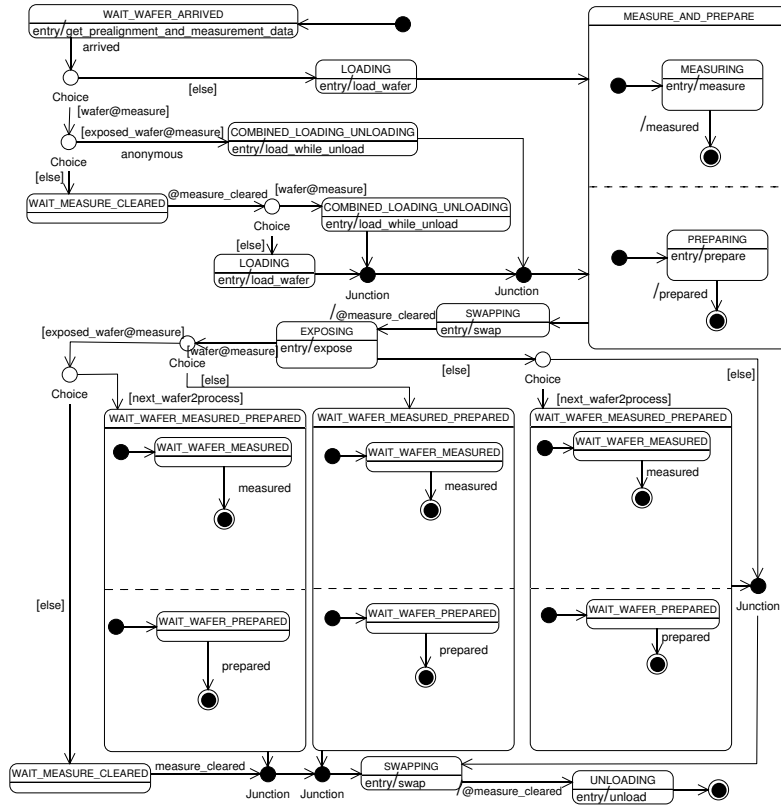 WAIT_WAFER_ARRIVED
entry/get_prealignment_and_measurement_data
arrived
MEASURE_AND_PREPARE
LOADING
entry/load_wafer
[else]
Choice
MEASURING
entry/measure
[wafer@measure]
[exposed_wafer@measure]
anonymous
COMBINED_LOADING_UNLOADING
entry/load_while_unload
/measured
Choice
[else]
WAIT_MEASURE_CLEARED
@measure_cleared
[wafer@measure]
COMBINED_LOADING_UNLOADING
entry/load_while_unload
Choice
[else]
LOADING
entry/load_wafer
PREPARING
entry/prepare
Junction
Junction
/prepared
SWAPPING
entry/swap
/@measure_cleared
EXPOSING
entry/expose
[exposed_wafer@measure]
[wafer@measure]
Choice
[else]
[else]
Choice
Choice
[else]
[next_wafer2process]
[next_wafer2process]
WAIT_WAFER_MEASURED_PREPARED
WAIT_WAFER_MEASURED_PREPARED
WAIT_WAFER_MEASURED_PREPARED
WAIT_WAFER_MEASURED
WAIT_WAFER_MEASURED
WAIT_WAFER_MEASURED
measured
measured
measured
[else]
Junction
WAIT_WAFER_PREPARED
WAIT_WAFER_PREPARED
WAIT_WAFER_PREPARED
prepared
prepared
prepared
WAIT_MEASURE_CLEARED
measure_cleared
Junction
Junction
SWAPPING
entry/swap
/@measure_cleared
UNLOADING
entry/unload